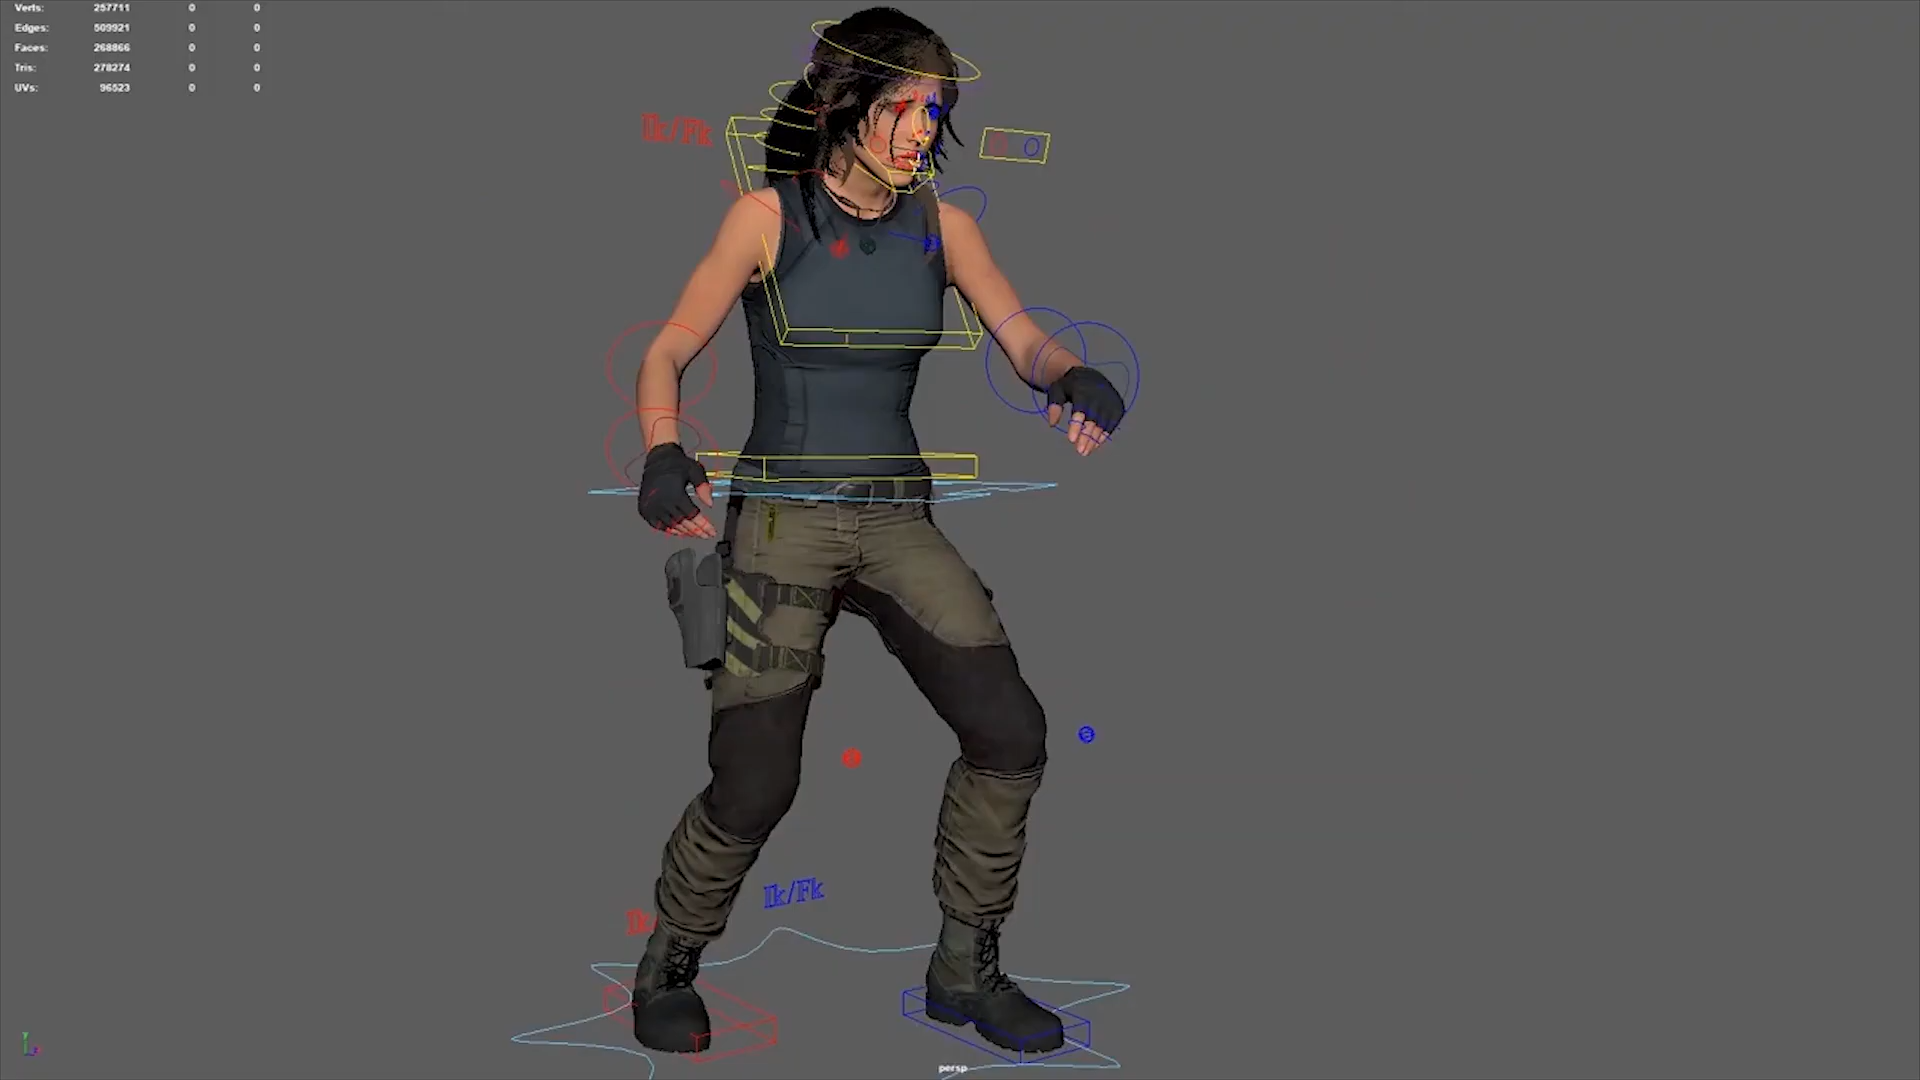 Verts: 257711 0 0
Edges: 509921 0 0
Faces: 268866 0 0
Tris: 278274 0 0
UVs: 96523 0 0
Ik/Fk
Ik/Fk
Ik
persp